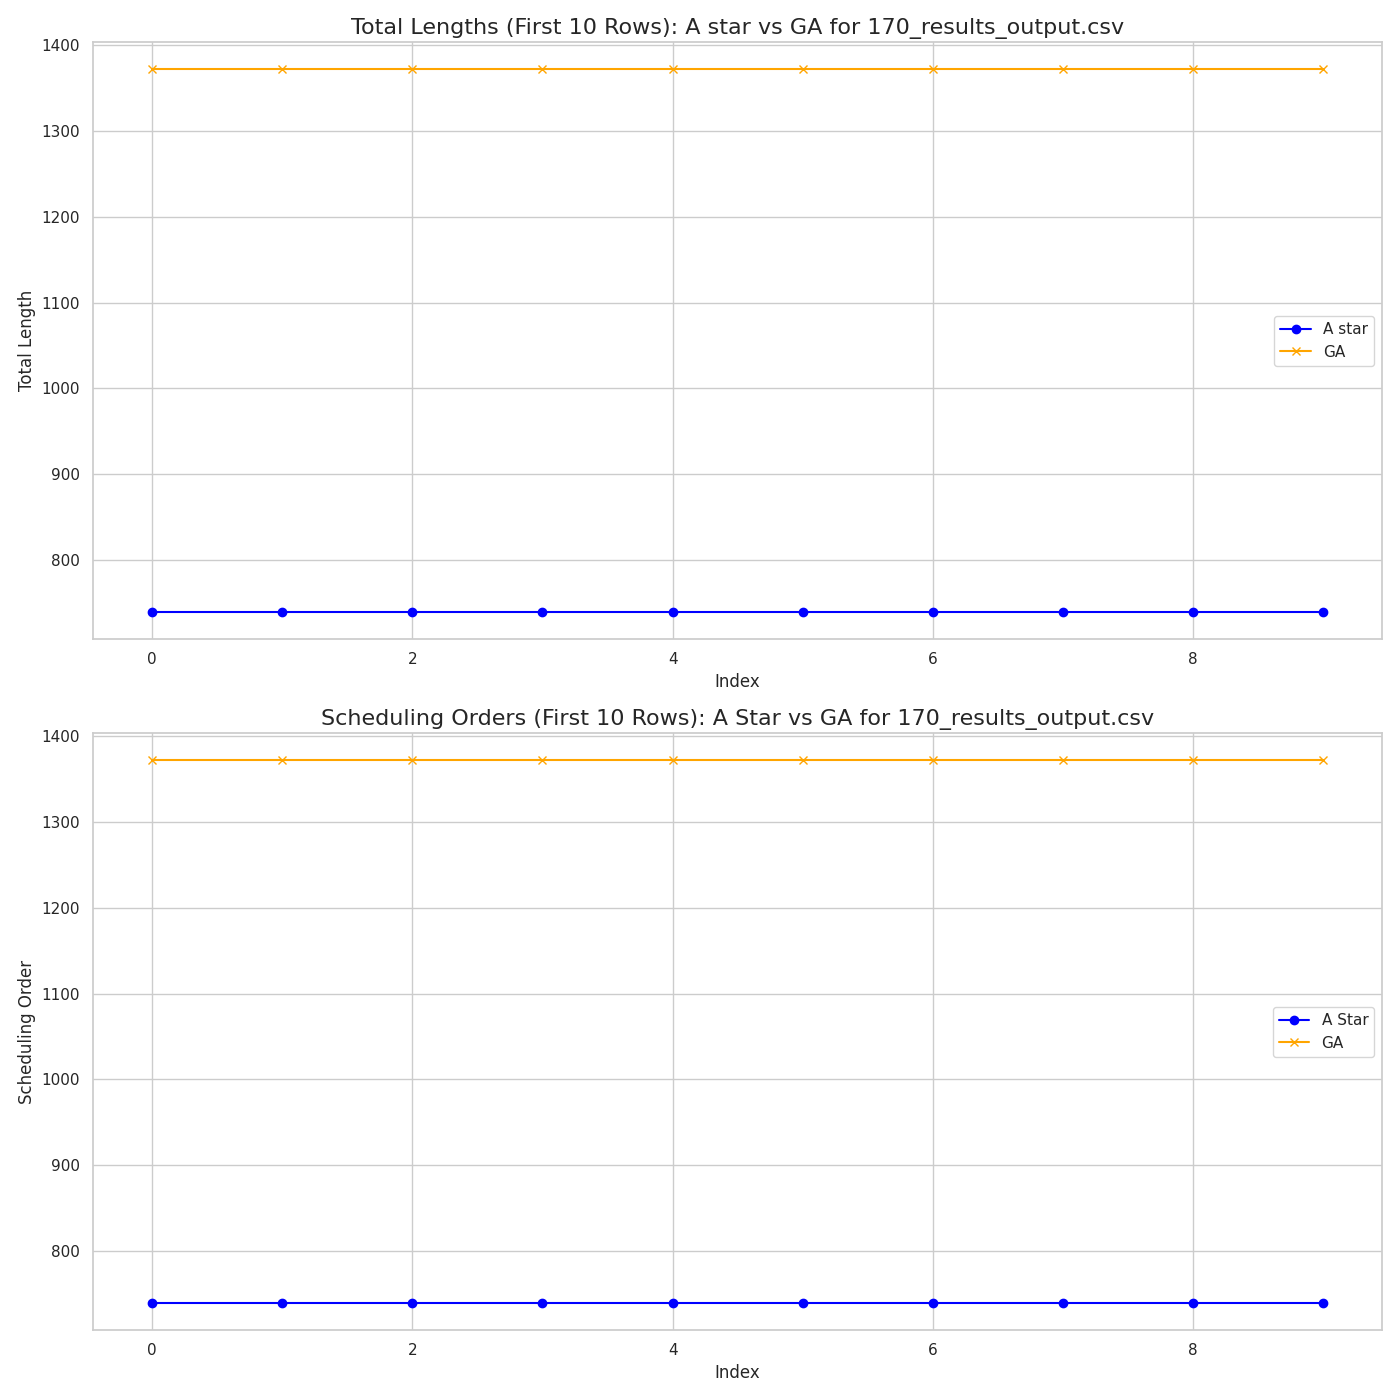 Total Lengths (First 10 Rows): A star vs GA for 170_results_output.csv
1400
1300
1200
1100
1000
900
800
Total Length
A star
GA
0 2 4 6 8
Index
Scheduling Orders (First 10 Rows): A Star vs GA for 170_results_output.csv
1400
1300
1200
1100
1000
900
800
Scheduling Order
A Star
GA
0 2 4 6 8
Index